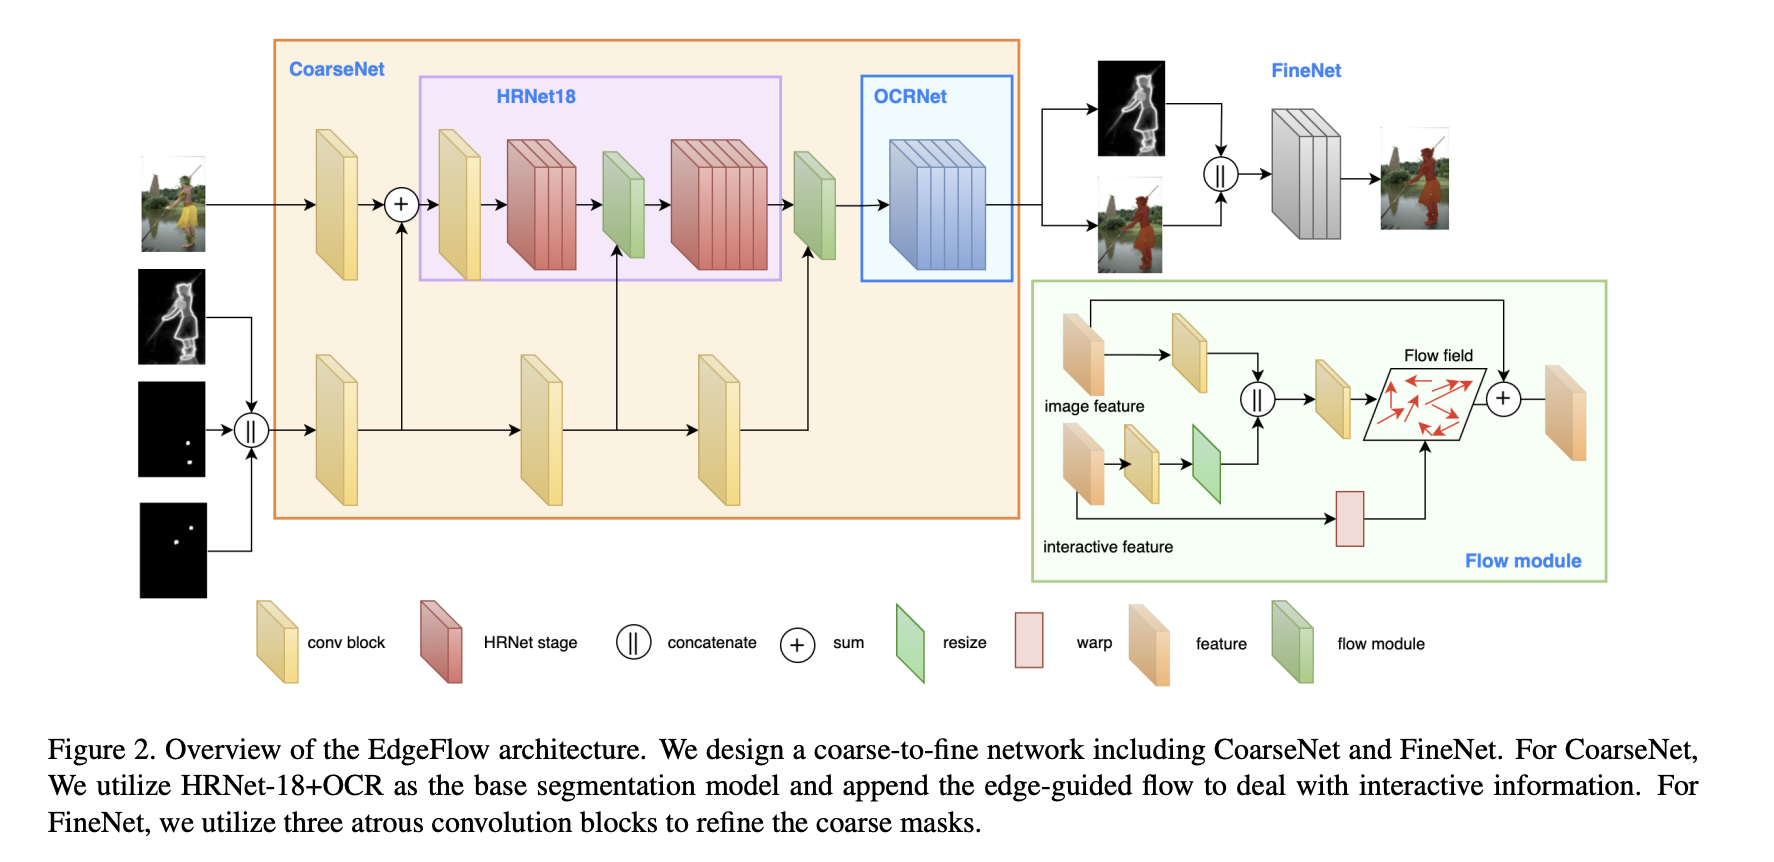 CoarseNet
HRNet18
OCRNet
FineNet
+
||
||
Flow field
image feature
||
+
interactive feature
Flow module
conv block
HRNet stage
|| concatenate
+ sum
resize
warp
feature
flow module
Figure 2. Overview of the EdgeFlow architecture. We design a coarse-to-fine network including CoarseNet and FineNet. For CoarseNet,
We utilize HRNet-18+OCR as the base segmentation model and append the edge-guided flow to deal with interactive information. For
FineNet, we utilize three atrous convolution blocks to refine the coarse masks.